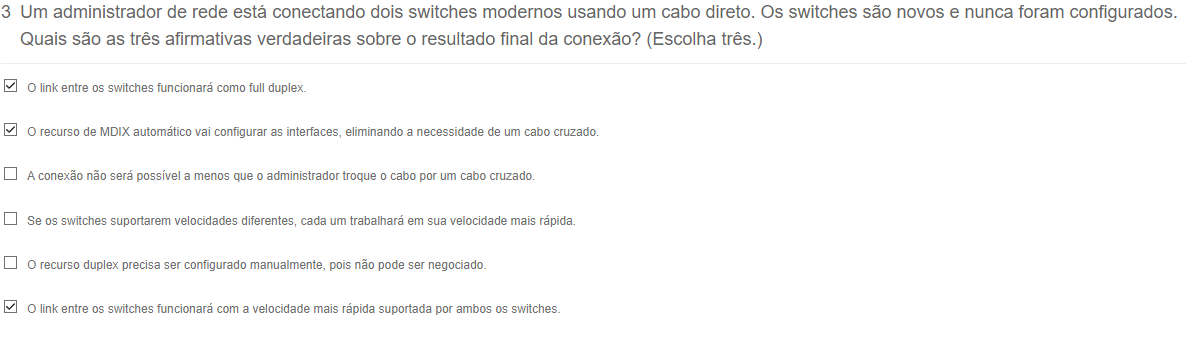 3 Um administrador de rede está conectando dois switches modernos usando um cabo direto. Os switches são novos e nunca foram configurados.
Quais são as três afirmativas verdadeiras sobre o resultado final da conexão? (Escolha três.)
O link entre os switches funcionará como full duplex.
O recurso de MDIX automático vai configurar as interfaces, eliminando a necessidade de um cabo cruzado.
A conexão não será possível a menos que o administrador troque o cabo por um cabo cruzado.
Se os switches suportarem velocidades diferentes, cada um trabalhará em sua velocidade mais rápida.
O recurso duplex precisa ser configurado manualmente, pois não pode ser negociado.
O link entre os switches funcionará com a velocidade mais rápida suportada por ambos os switches.